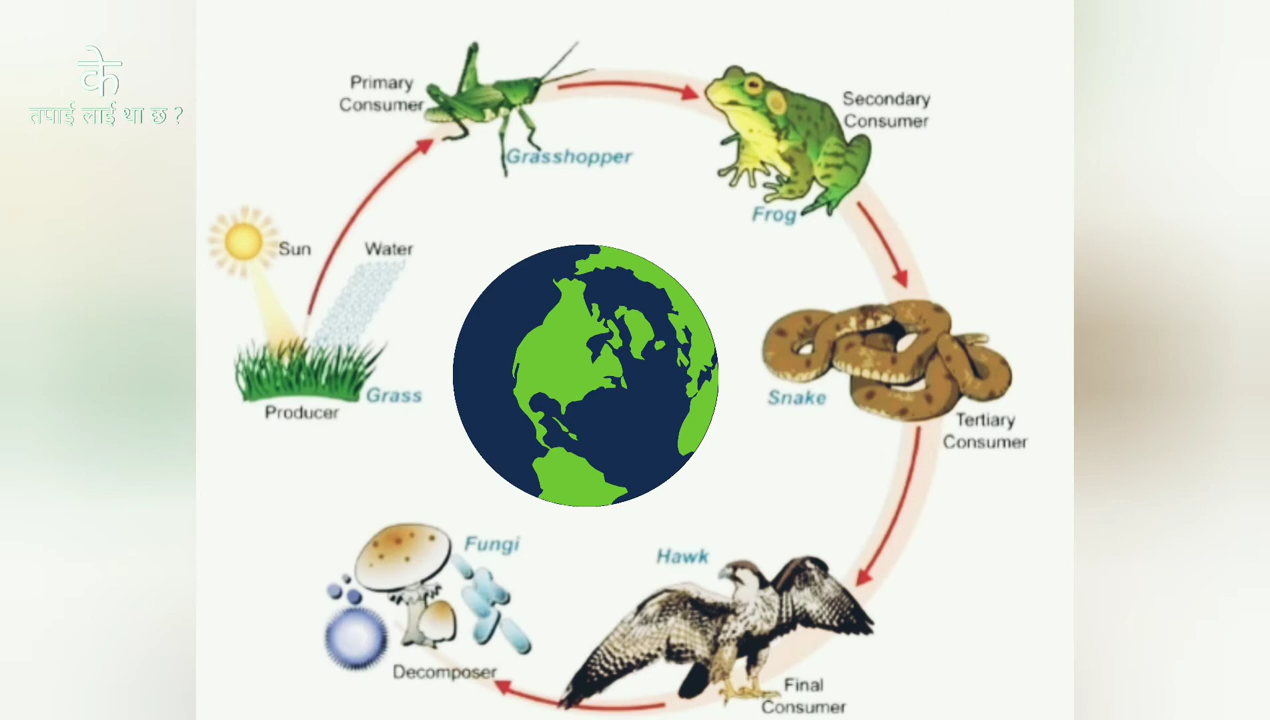 के
तपाई लाई था छ ?
Primary
Consumer
Grasshopper
Secondary
Consumer
Frog
Sun
Water
Grass
Producer
Snake
Tertiary
Consumer
Fungi
Hawk
Decomposer
Final
Consumer